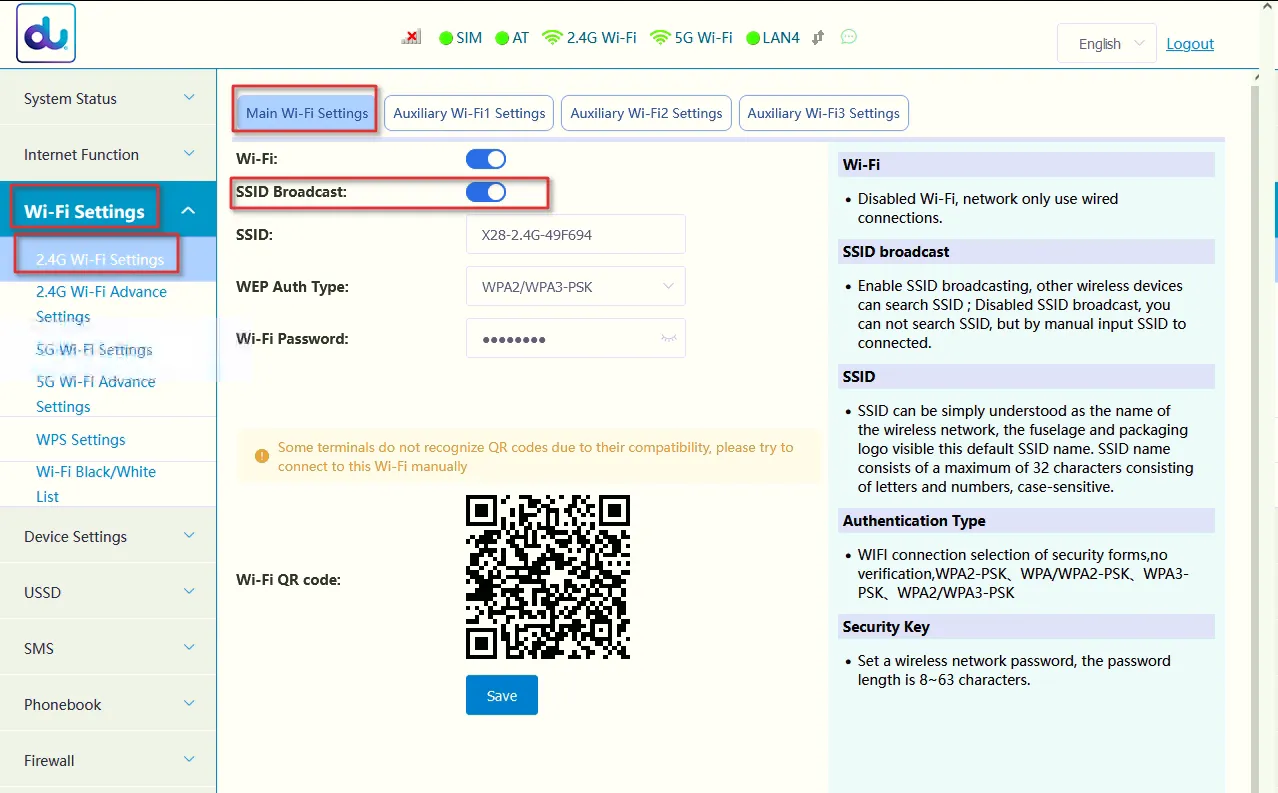 du
SIM AT 2.4G Wi-Fi 5G Wi-Fi LAN4
English
Logout
System Status
Internet Function
Wi-Fi Settings
2.4G Wi-Fi Settings
2.4G Wi-Fi Advance
Settings
5G Wi-Fi Settings
5G Wi-Fi Advance
Settings
WPS Settings
Wi-Fi Black/White
List
Device Settings
USSD
SMS
Phonebook
Firewall
Main Wi-Fi Settings
Auxiliary Wi-Fi1 Settings
Auxiliary Wi-Fi2 Settings
Auxiliary Wi-Fi3 Settings
Wi-Fi:
SSID Broadcast:
SSID: X28-2.4G-49F694
WEP Auth Type: WPA2/WPA3-PSK
Wi-Fi Password: ••••••••
Some terminals do not recognize QR codes due to their compatibility, please try to
connect to this Wi-Fi manually
Wi-Fi QR code:
Save
Wi-Fi
• Disabled Wi-Fi, network only use wired
connections.
SSID broadcast
• Enable SSID broadcasting, other wireless devices
can search SSID ; Disabled SSID broadcast, you
can not search SSID, but by manual input SSID to
connected.
SSID
• SSID can be simply understood as the name of
the wireless network, the fuselage and packaging
logo visible this default SSID name. SSID name
consists of a maximum of 32 characters consisting
of letters and numbers, case-sensitive.
Authentication Type
• WIFI connection selection of security forms,no
verification,WPA2-PSK、WPA/WPA2-PSK、WPA3-
PSK、WPA2/WPA3-PSK
Security Key
• Set a wireless network password, the password
length is 8~63 characters.